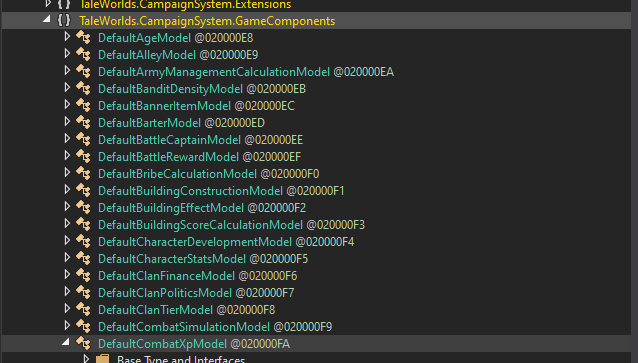 TaleWorlds.CampaignSystem.Extensions
TaleWorlds.CampaignSystem.GameComponents
DefaultAgeModel @020000E8
DefaultAlleyModel @020000E9
DefaultArmyManagementCalculationModel @020000EA
DefaultBanditDensityModel @020000EB
DefaultBannerItemModel @020000EC
DefaultBarterModel @020000ED
DefaultBattleCaptainModel @020000EE
DefaultBattleRewardModel @020000EF
DefaultBribeCalculationModel @020000F0
DefaultBuildingConstructionModel @020000F1
DefaultBuildingEffectModel @020000F2
DefaultBuildingScoreCalculationModel @020000F3
DefaultCharacterDevelopmentModel @020000F4
DefaultCharacterStatsModel @020000F5
DefaultClanFinanceModel @020000F6
DefaultClanPoliticsModel @020000F7
DefaultClanTierModel @020000F8
DefaultCombatSimulationModel @020000F9
DefaultCombatXpModel @020000FA
Base Type and Interfaces